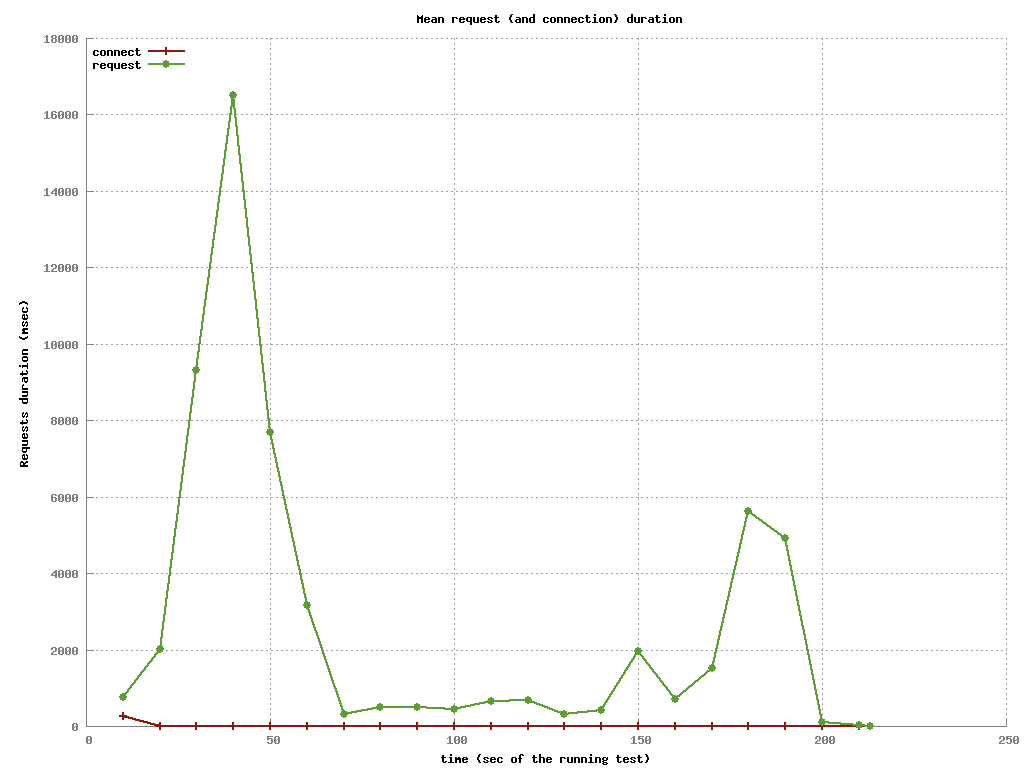 Mean request (and connection) duration
18000
connect
request
16000
14000
12000
10000
8000
6000
4000
2000
0
Requests duration (msec)
0 50 100 150 200 250
time (sec of the running test)